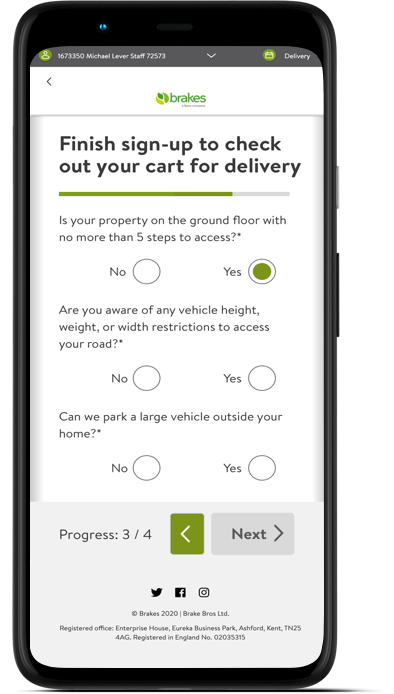 1673350 Michael Lever Staff 72573 Delivery
brakes
Finish sign-up to check
out your cart for delivery
Is your property on the ground floor with
no more than 5 steps to access?*
No Yes
Are you aware of any vehicle height,
weight, or width restrictions to access
your road?*
No Yes
Can we park a large vehicle outside your
home?*
No Yes
Progress: 3 / 4 Next
© Brakes 2020 | Brake Bros Ltd.
Registered office: Enterprise House, Eureka Business Park, Ashford, Kent, TN25
4AG. Registered in England No. 02035315